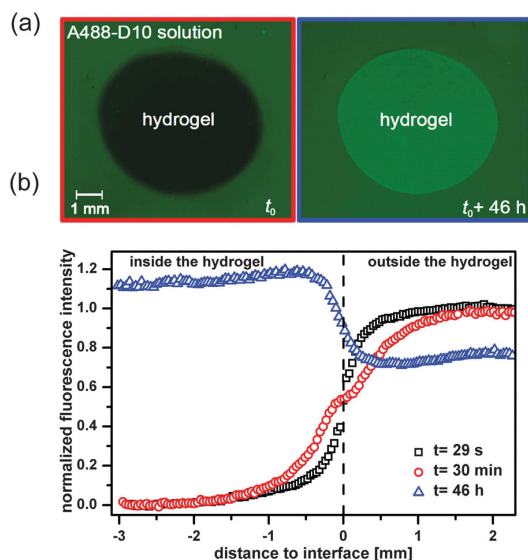 (a)
A488-D10 solution
hydrogel
1 mm
t0
hydrogel
t0+ 46 h
(b)
inside the hydrogel
outside the hydrogel
normalized fluorescence intensity
1.2
1.0
0.8
0.6
0.4
0.2
0.0
t= 29 s
t= 30 min
t= 46 h
-3
-2
-1
0
1
2
distance to interface [mm]